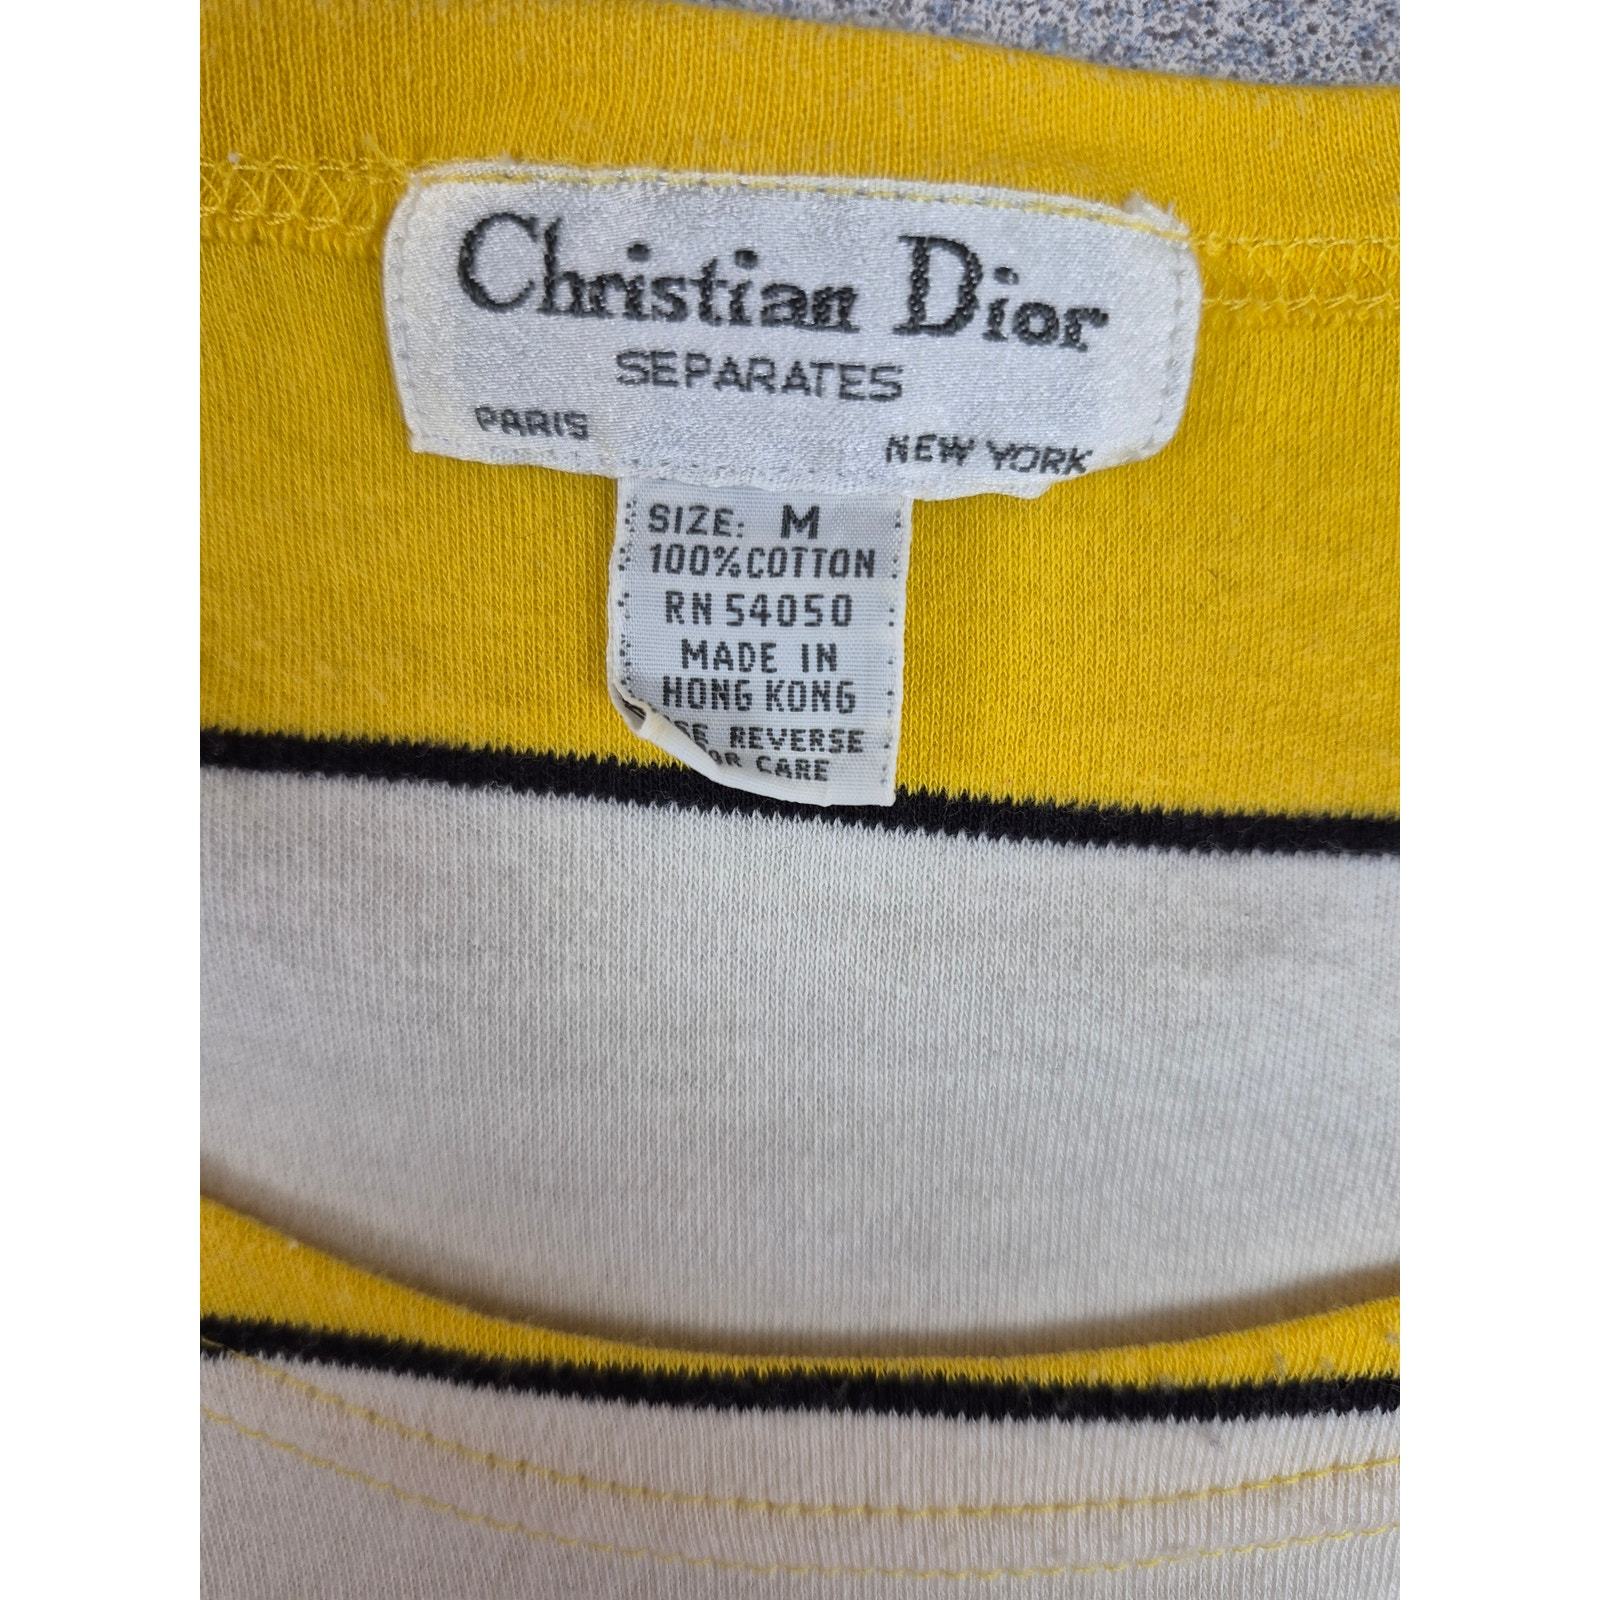 Christian Dior
SEPARATES
PARIS NEW YORK
SIZE: M
100% COTTON
RN 54050
MADE IN
HONG KONG
REVERSE
CARE